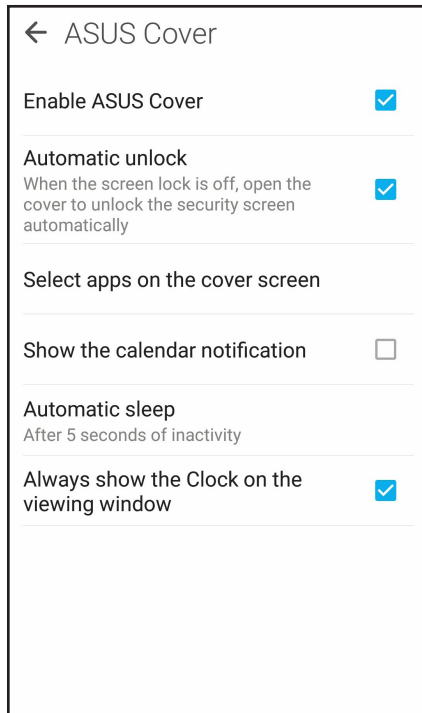 ASUS Cover
Enable ASUS Cover
Automatic unlock
When the screen lock is off, open the
cover to unlock the security screen
automatically
Select apps on the cover screen
Show the calendar notification
Automatic sleep
After 5 seconds of inactivity
Always show the Clock on the
viewing window